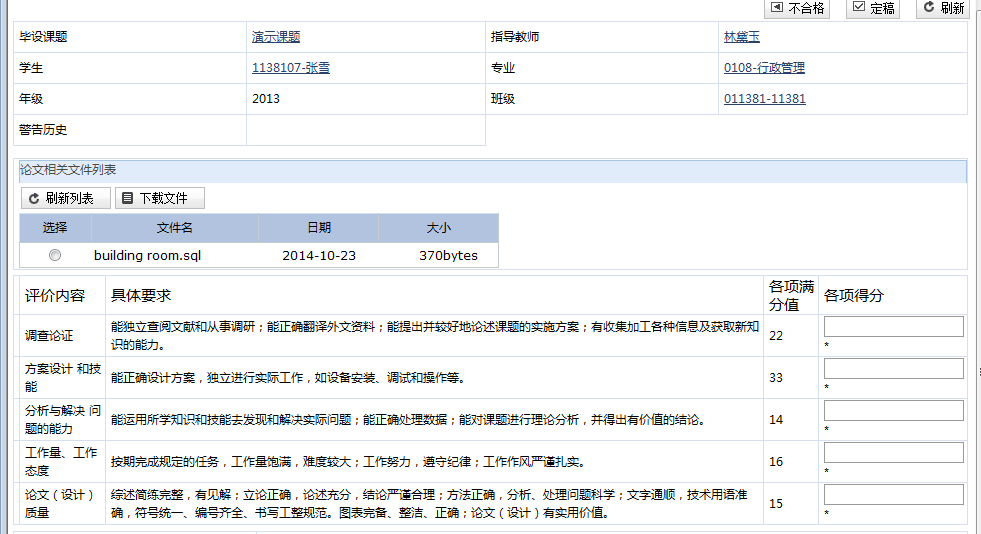 不合格 定稿 刷新
毕设课题 演示课题 指导教师 林黛玉
学生 1138107-张雪 专业 0108-行政管理
年级 2013 班级 011381-11381
警告历史
论文相关文件列表
刷新列表 下载文件
选择 文件名 日期 大小
building room.sql 2014-10-23 370bytes
评价内容 具体要求 各项满分值 各项得分
调查论证 能独立查阅文献和从事调研；能正确翻译外文资料；能提出并较好地论述课题的实施方案；有收集加工各种信息及获取新知识的能力。 22 *
方案设计 和技能 能正确设计方案，独立进行实际工作，如设备安装、调试和操作等。 33 *
分析与解决 问题的能力 能运用所学知识和技能去发现和解决实际问题；能正确处理数据；能对课题进行理论分析，并得出有价值的结论。 14 *
工作量、工作态度 按期完成规定的任务，工作量饱满，难度较大；工作努力，遵守纪律；工作作风严谨扎实。 16 *
论文（设计）质量 综述简练完整，有见解；立论正确，论述充分，结论严谨合理；方法正确，分析、处理问题科学；文字通顺，技术用语准确，符号统一、编号齐全、书写工整规范。图表完备、整洁、正确；论文（设计）有实用价值。 15 *